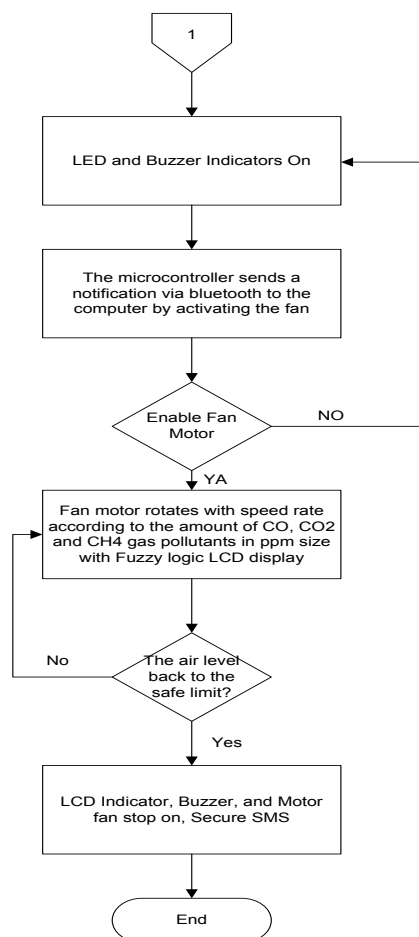 1
LED and Buzzer Indicators On
The microcontroller sends a
notification via bluetooth to the
computer by activating the fan
Enable Fan
Motor
NO
YA
Fan motor rotates with speed rate
according to the amount of CO, CO2
and CH4 gas pollutants in ppm size
with Fuzzy logic LCD display
No
The air level
back to the
safe limit?
Yes
LCD Indicator, Buzzer, and Motor
fan stop on, Secure SMS
End